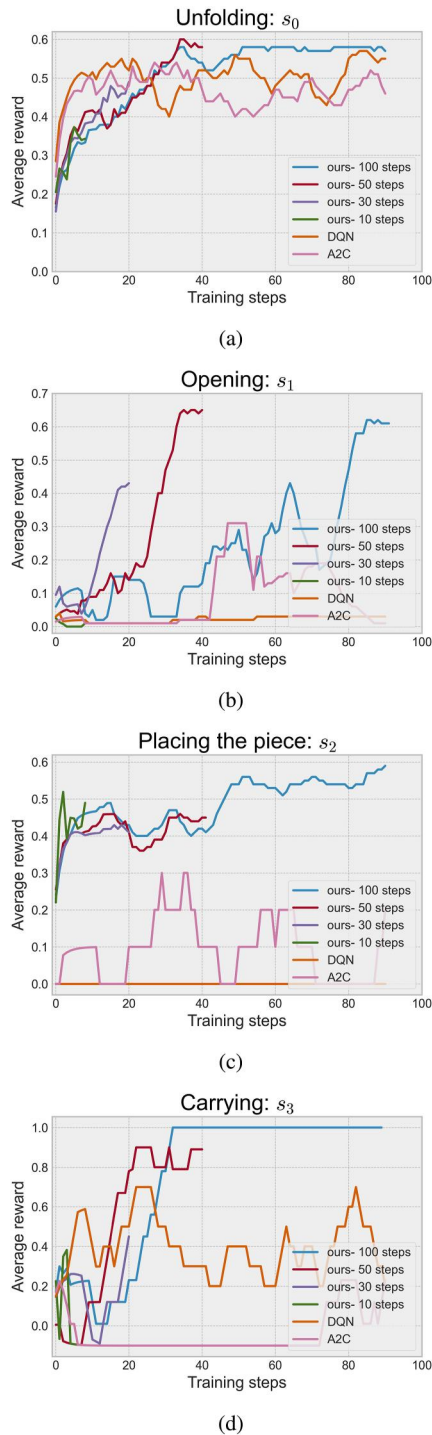 Unfolding: s0
Average reward
0.6
0.5
0.4
0.3
0.2
0.1
0.0
ours- 100 steps
ours- 50 steps
ours- 30 steps
ours- 10 steps
DQN
A2C
0 20 40 60 80 100
Training steps
(a)
Opening: s1
Average reward
0.7
0.6
0.5
0.4
0.3
0.2
0.1
0.0
ours- 100 steps
ours- 50 steps
ours- 30 steps
ours- 10 steps
DQN
A2C
0 20 40 60 80 100
Training steps
(b)
Placing the piece: s2
Average reward
0.6
0.5
0.4
0.3
0.2
0.1
0.0
ours- 100 steps
ours- 50 steps
ours- 30 steps
ours- 10 steps
DQN
A2C
0 20 40 60 80 100
Training steps
(c)
Carrying: s3
Average reward
1.0
0.8
0.6
0.4
0.2
0.0
ours- 100 steps
ours- 50 steps
ours- 30 steps
ours- 10 steps
DQN
A2C
0 20 40 60 80 100
Training steps
(d)